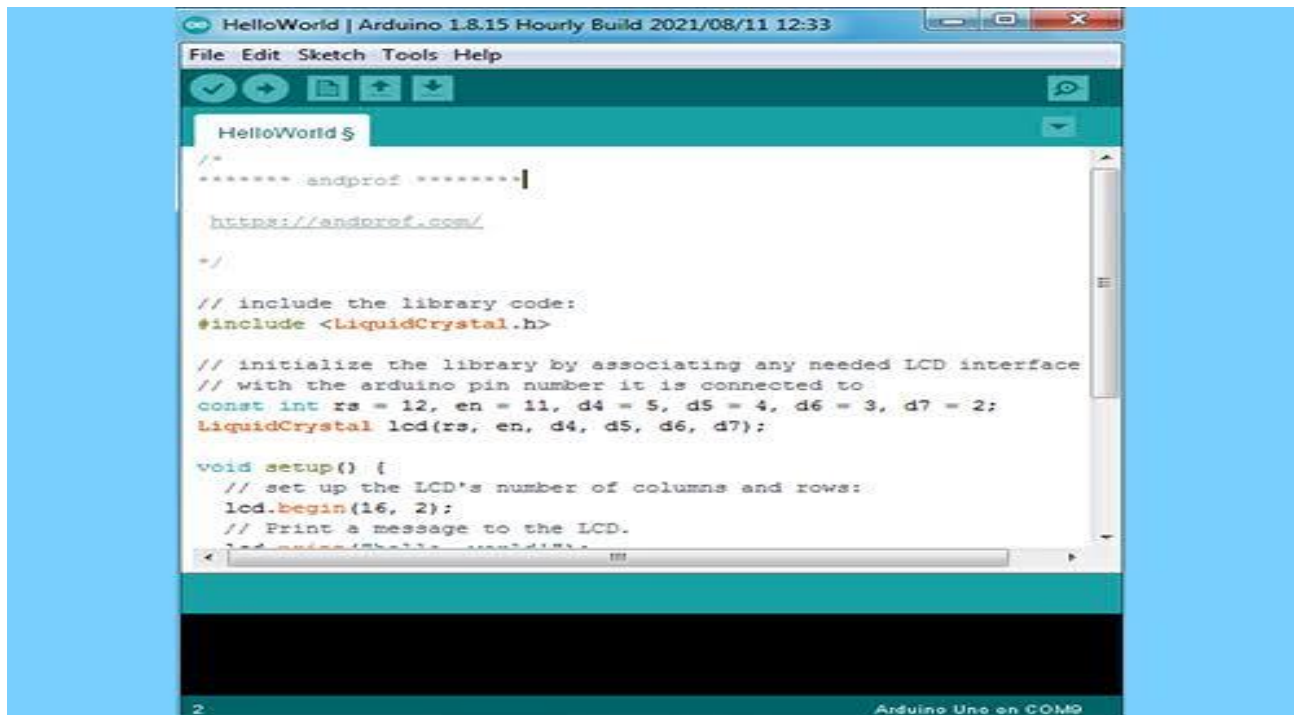 HelloWorld | Arduino 1.8.15 Hourly Build 2021/08/11 12:33
File Edit Sketch Tools Help
HelloWorld §
/*
******* andprof ********
https://andprof.com/
*/
// include the library code:
#include <LiquidCrystal.h>
// initialize the library by associating any needed LCD interface
// with the arduino pin number it is connected to
const int rs = 12, en = 11, d4 = 5, d5 = 4, d6 = 3, d7 = 2;
LiquidCrystal lcd(rs, en, d4, d5, d6, d7);
void setup() {
// set up the LCD's number of columns and rows:
lcd.begin(16, 2);
// Print a message to the LCD.
lcd.print("hello, world!");
2
Arduino Uno on COM9